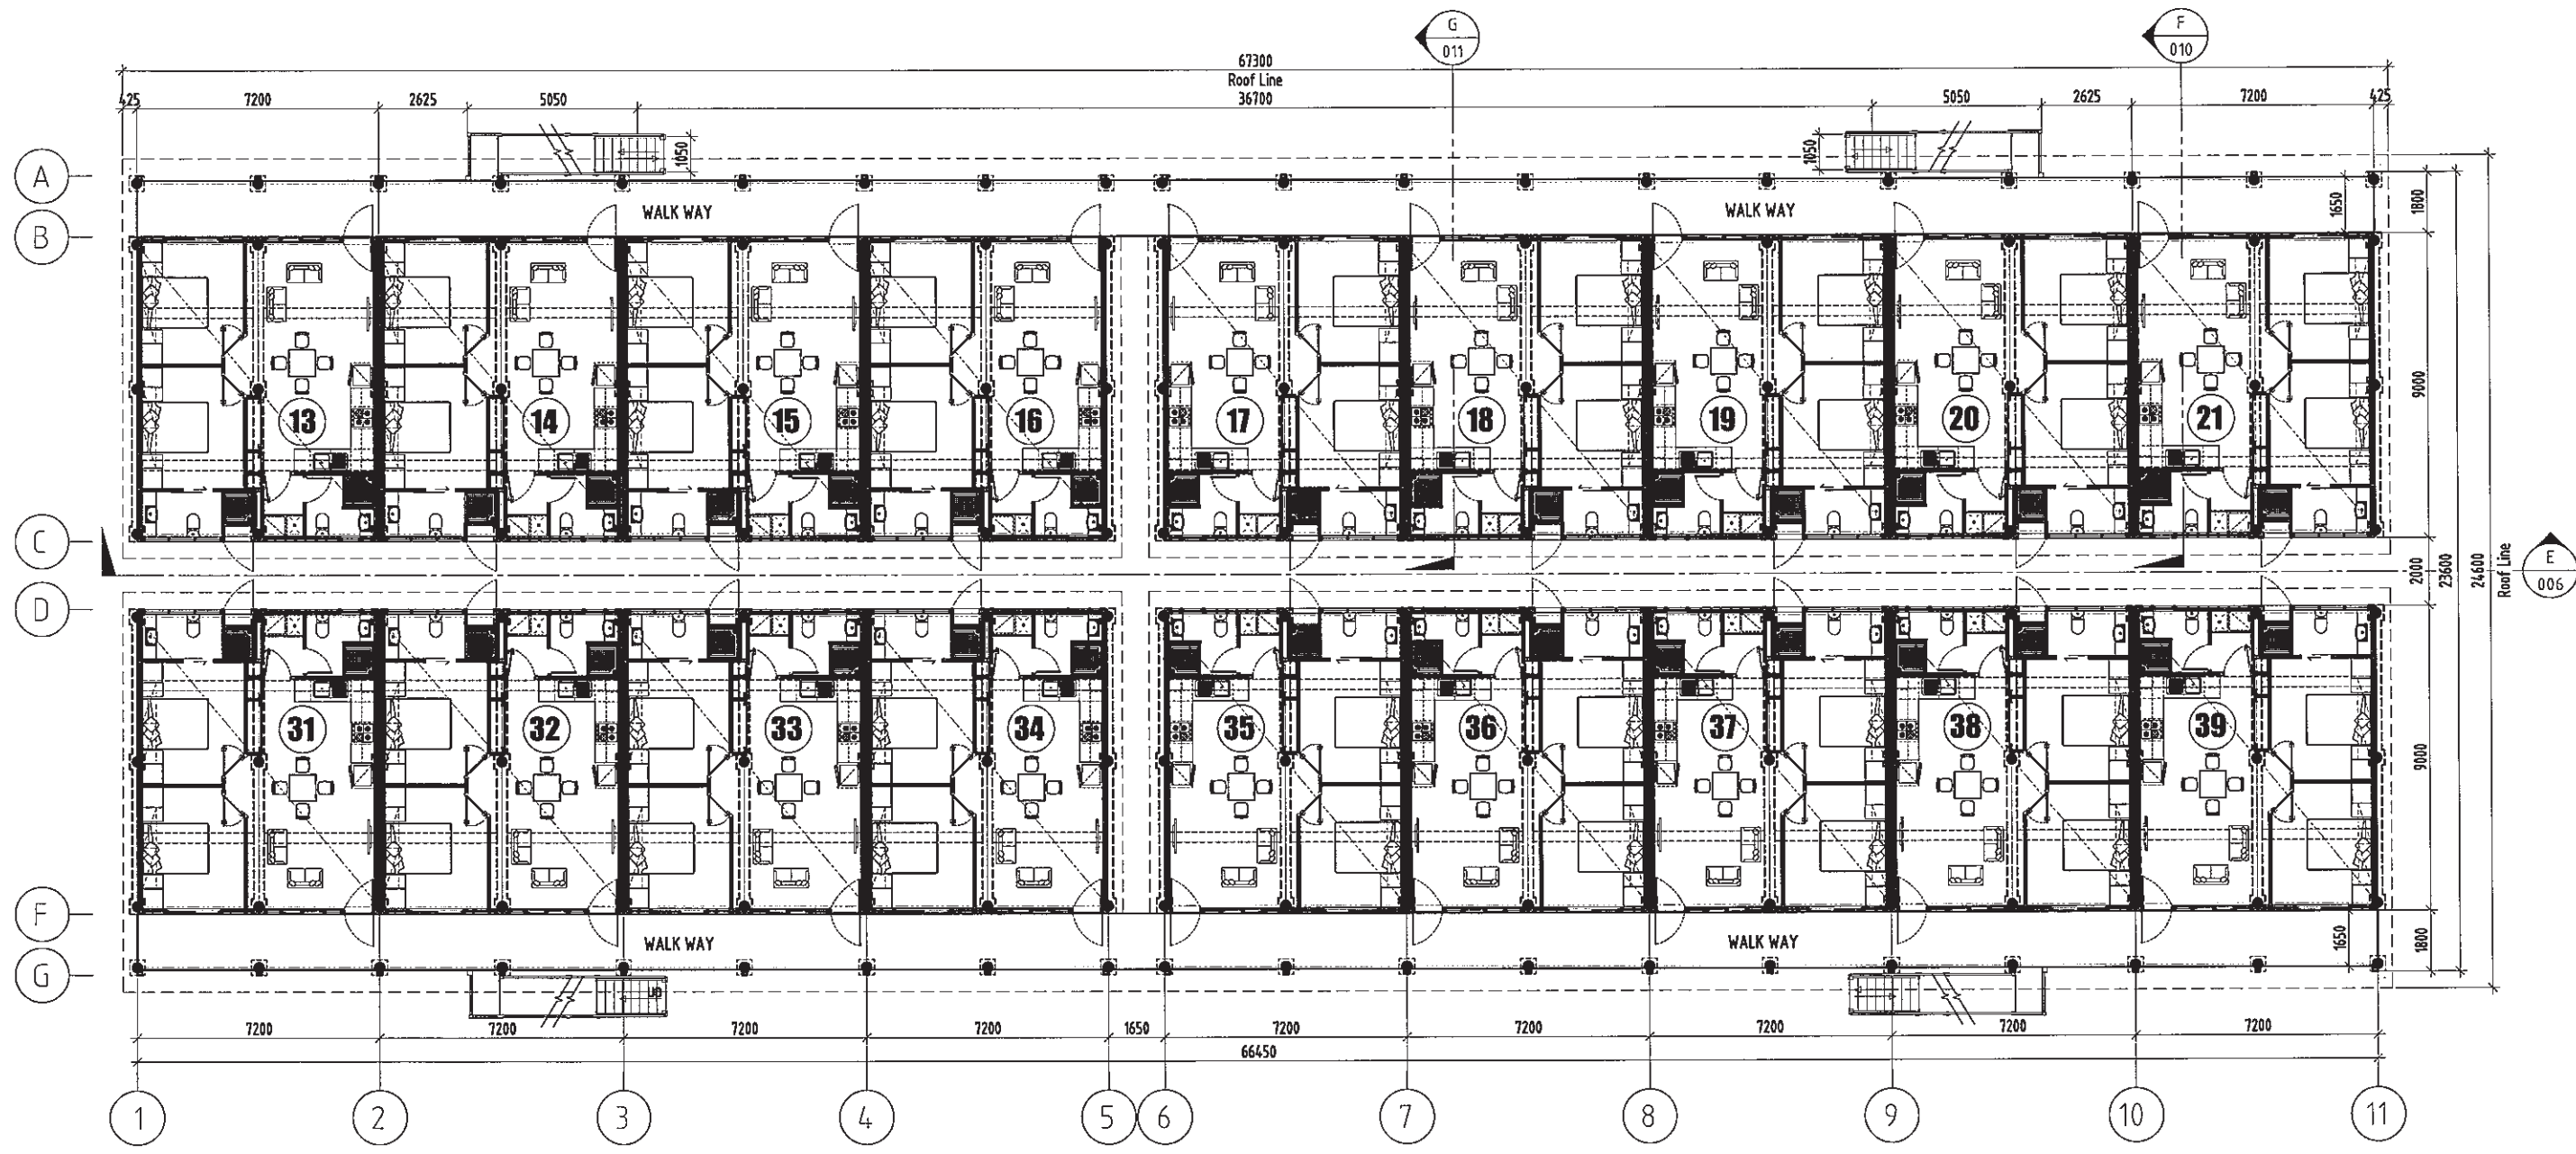 G
011
F
010
67300
Roof Line
425 7200 2625 5050 36700 5050 2625 7200 425
1050 1050
A
WALK WAY WALK WAY
1650 1800
B
13 14 15 16 17 18 19 20 21
9000
C
2000 23600 24600 Roof Line
E
006
D
31 32 33 34 35 36 37 38 39
9000
F
WALK WAY WALK WAY
1650 1800
G
UP
7200 7200 7200 7200 1650 7200 7200 7200 7200 7200
66450
1 2 3 4 5 6 7 8 9 10 11